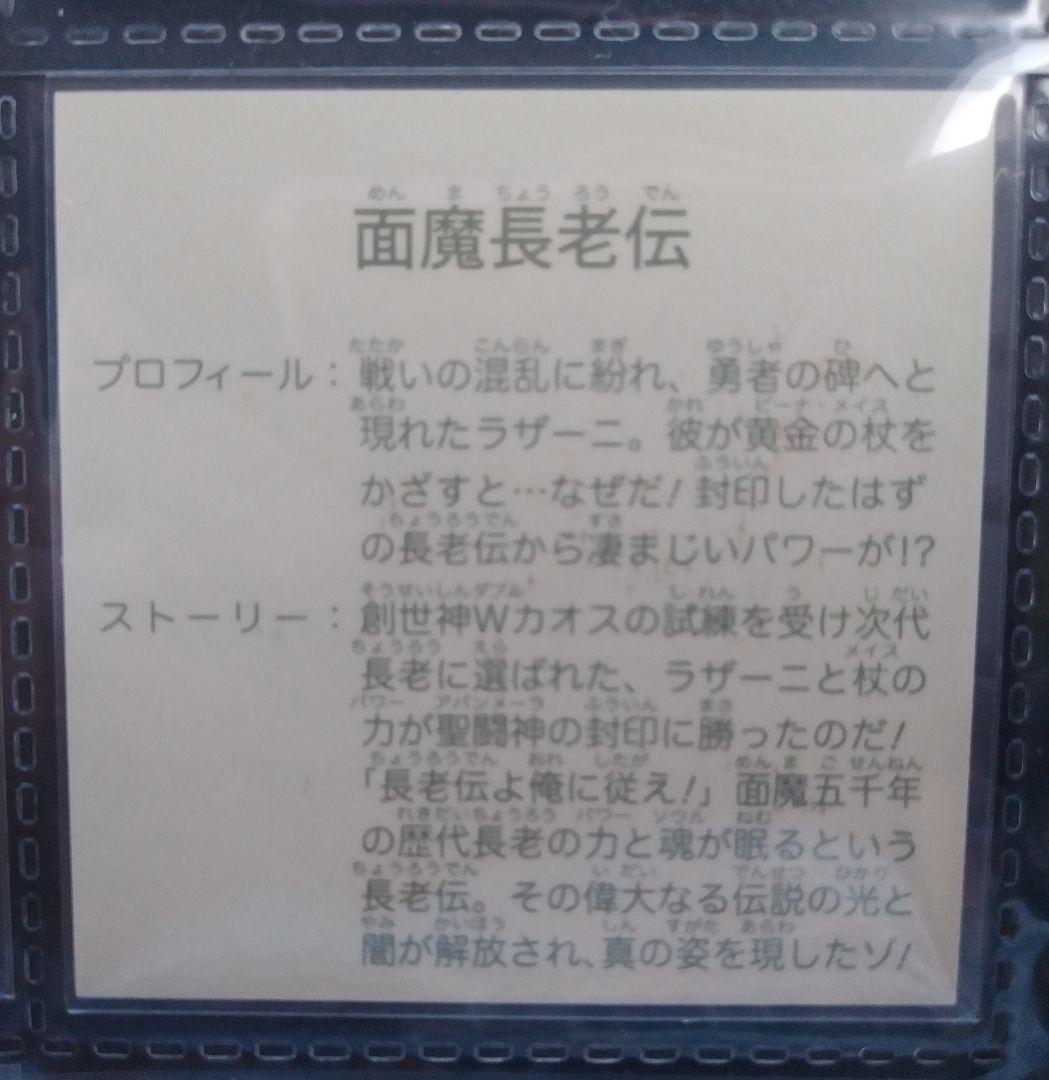 面魔長老伝
プロフィール：戦いの混乱に紛れ、勇者の碑へと
現れたラザーニ。彼が黄金の杖を
かざすと…なぜだ！封印したはず
の長老伝から凄まじいパワーが!?
ストーリー：創世神Wカオスの試練を受け次代
長老に選ばれた、ラザーニと杖の
力が聖闘神の封印に勝ったのだ！
「長老伝よ俺に従え！」面魔五千年
の歴代長老の力と魂が眠るという
長老伝。その偉大なる伝説の光と
闇が解放され、真の姿を現したゾ！